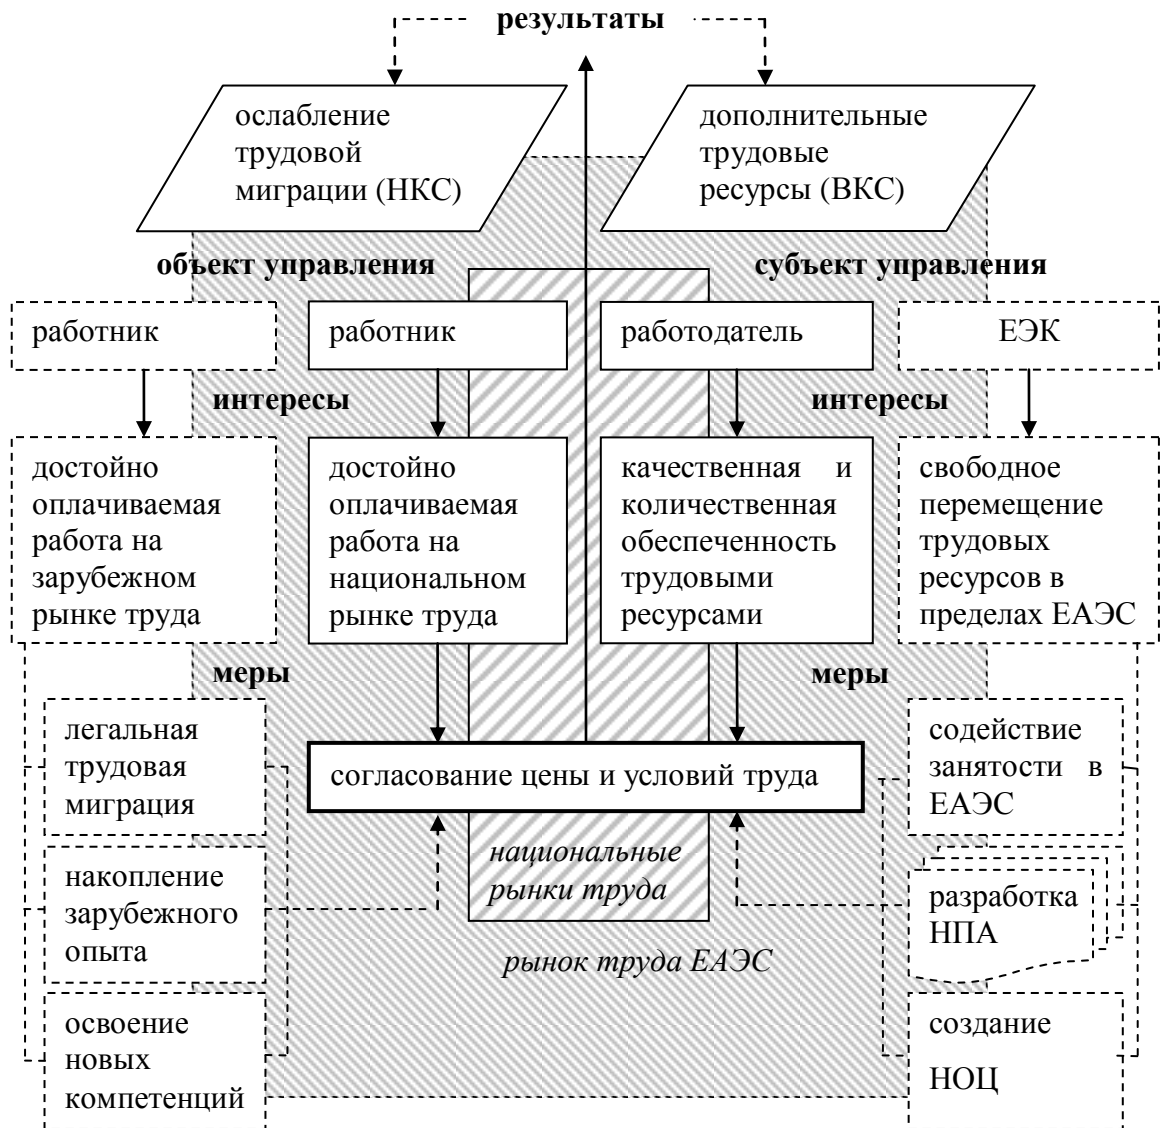 результаты
ослабление
трудовой
миграции (НКС)
дополнительные
трудовые
ресурсы (ВКС)
объект управления
субъект управления
работник
работник
работодатель
ЕЭК
интересы
интересы
достойно
оплачиваемая
работа на
зарубежном
рынке труда
достойно
оплачиваемая
работа на
национальном
рынке труда
качественная и
количественная
обеспеченность
трудовыми
ресурсами
свободное
перемещение
трудовых
ресурсов в
пределах ЕАЭС
меры
меры
легальная
трудовая
миграция
согласование цены и условий труда
содействие
занятости в
ЕАЭС
накопление
зарубежного
опыта
национальные
рынки труда
разработка
НПА
рынок труда ЕАЭС
освоение
новых
компетенций
создание
НОЦ